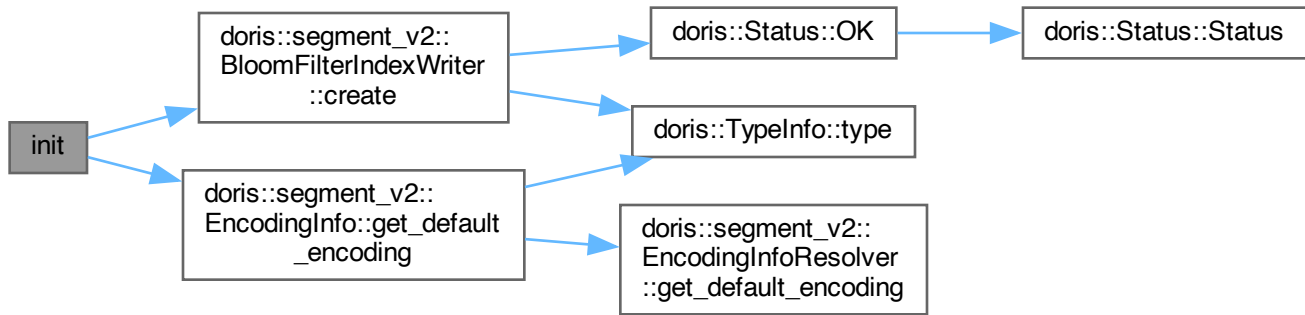 init
doris::segment_v2::
BloomFilterIndexWriter
::create
doris::segment_v2::
EncodingInfo::get_default
_encoding
doris::Status::OK
doris::TypeInfo::type
doris::segment_v2::
EncodingInfoResolver
::get_default_encoding
doris::Status::Status